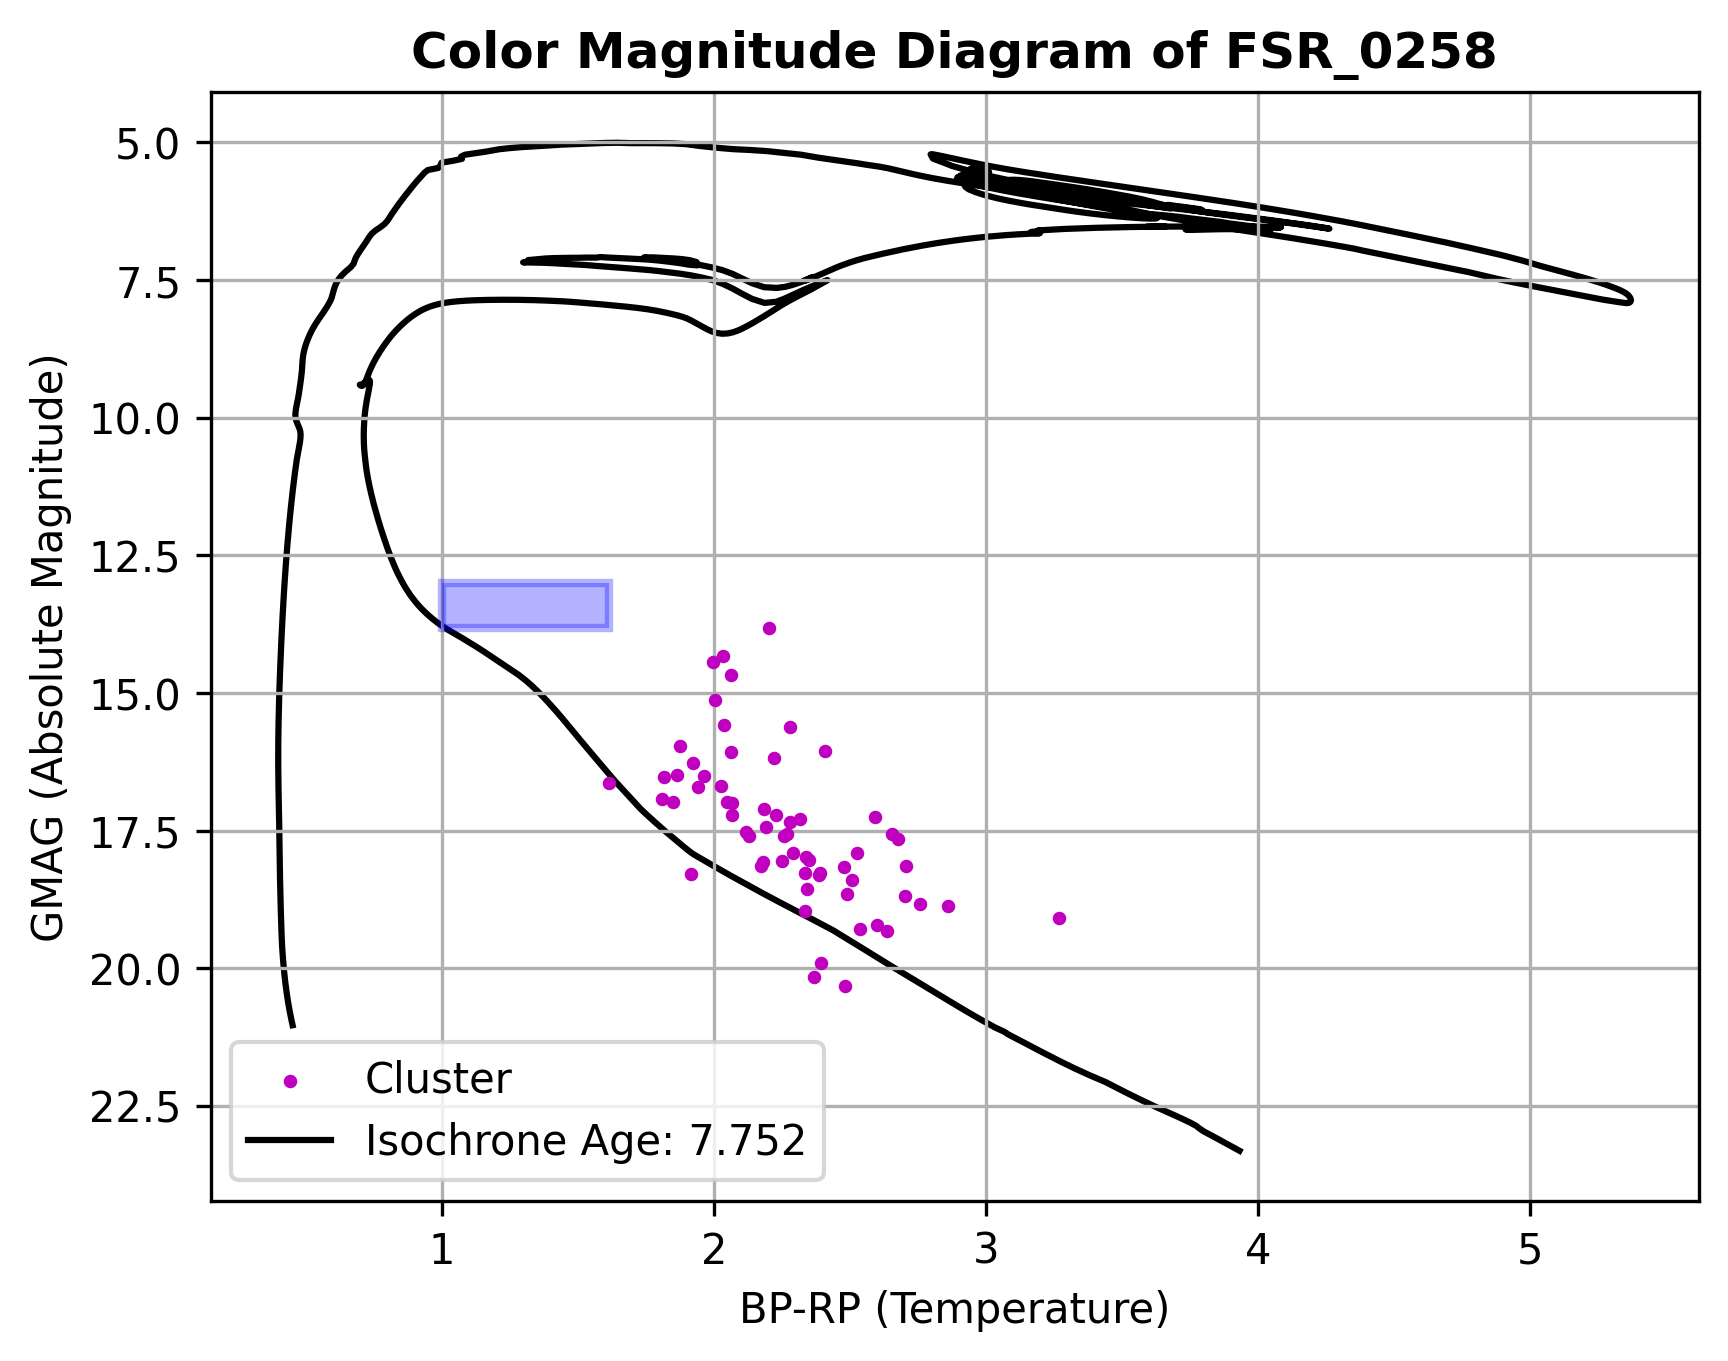 Color Magnitude Diagram of FSR_0258
GMAG (Absolute Magnitude)
5.0
7.5
10.0
12.5
15.0
17.5
20.0
22.5
Cluster
Isochrone Age: 7.752
1 2 3 4 5
BP-RP (Temperature)